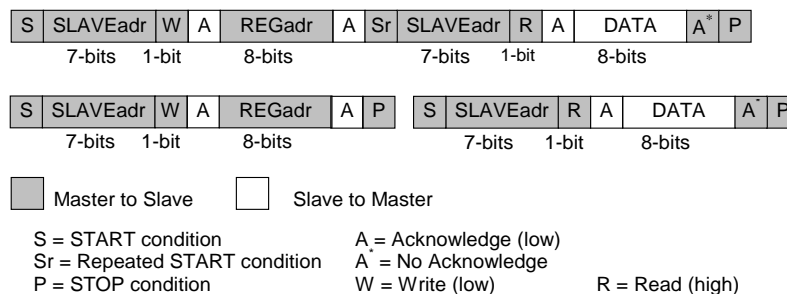 S SLAVEadr W A REGadr A Sr SLAVEadr R A DATA A* P
7-bits 1-bit 8-bits 7-bits 1-bit 8-bits
S SLAVEadr W A REGadr A P S SLAVEadr R A DATA A* P
7-bits 1-bit 8-bits 7-bits 1-bit 8-bits
Master to Slave Slave to Master
S = START condition A = Acknowledge (low)
Sr = Repeated START condition A* = No Acknowledge
P = STOP condition W = Write (low) R = Read (high)